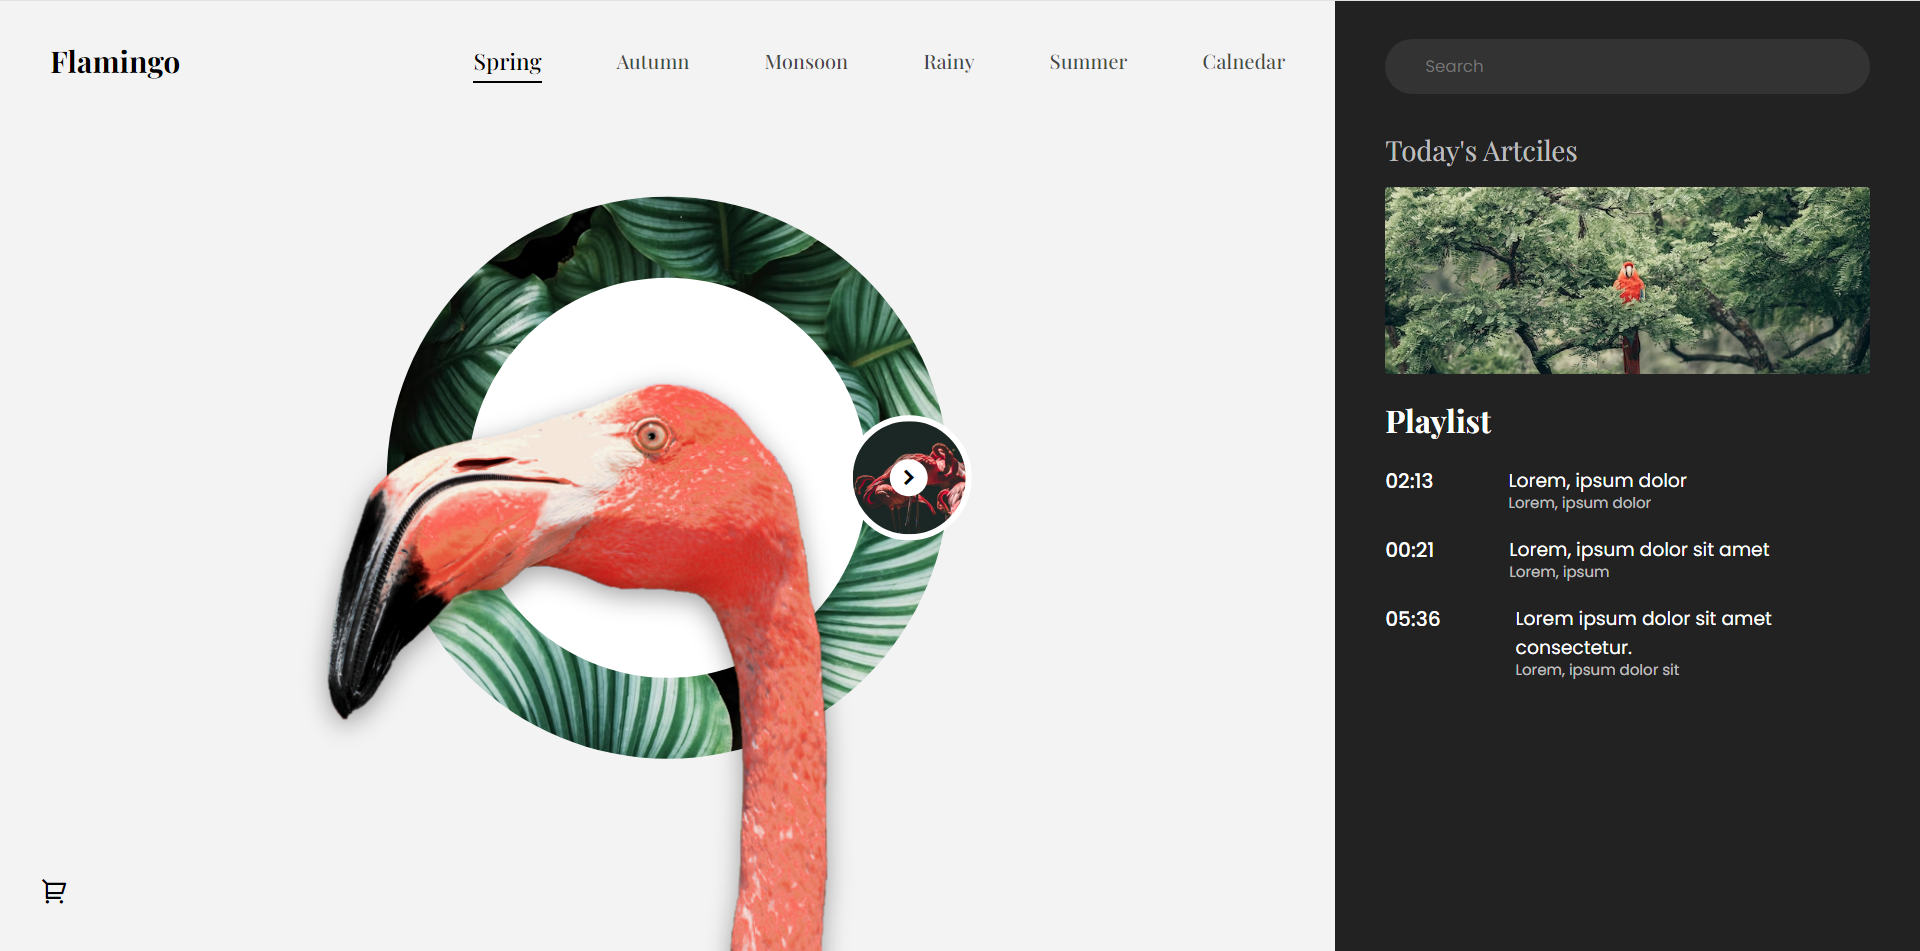 Flamingo
Spring Autumn Monsoon Rainy Summer Calnedar
Search
Today's Artciles
Playlist
02:13 Lorem, ipsum dolor
Lorem, ipsum dolor
00:21 Lorem, ipsum dolor sit amet
Lorem, ipsum
05:36 Lorem ipsum dolor sit amet
consectetur.
Lorem, ipsum dolor sit